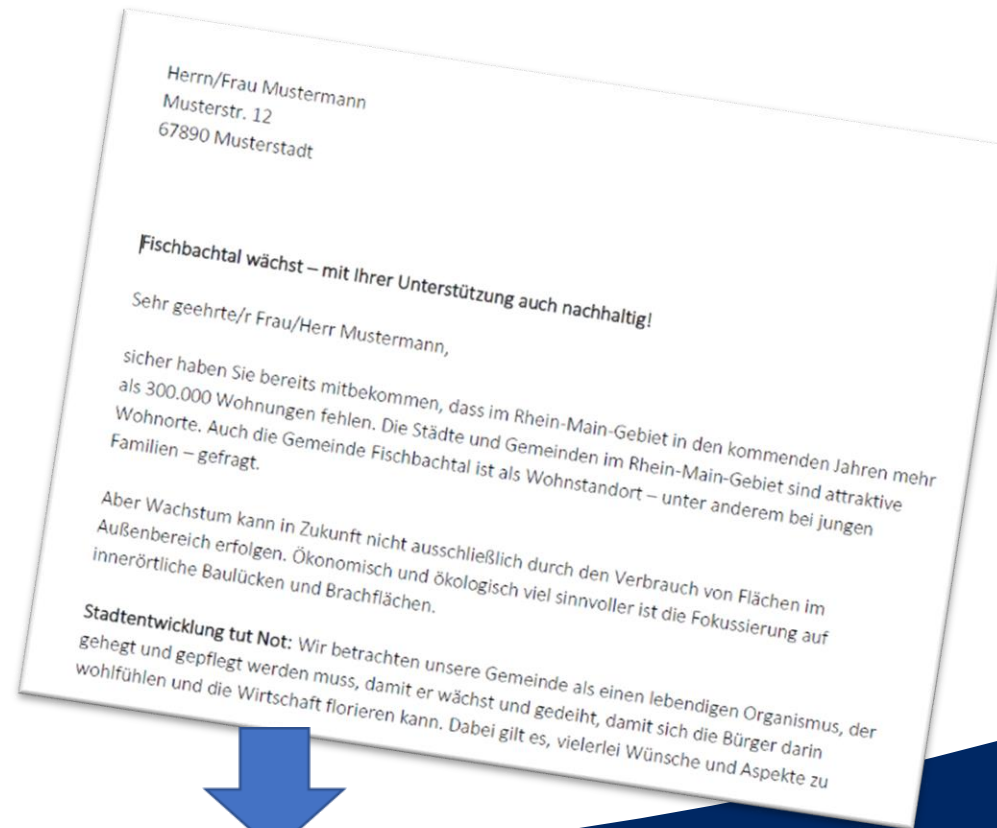 Herrn/Frau Mustermann
Musterstr. 12
67890 Musterstadt
Fischbachtal wächst – mit Ihrer Unterstützung auch nachhaltig!
Sehr geehrte/r Frau/Herr Mustermann,
sicher haben Sie bereits mitbekommen, dass im Rhein-Main-Gebiet in den kommenden Jahren mehr
als 300.000 Wohnungen fehlen. Die Städte und Gemeinden im Rhein-Main-Gebiet sind attraktive
Wohnorte. Auch die Gemeinde Fischbachtal ist als Wohnstandort – unter anderem bei jungen
Familien – gefragt.
Aber Wachstum kann in Zukunft nicht ausschließlich durch den Verbrauch von Flächen im
Außenbereich erfolgen. Ökonomisch und ökologisch viel sinnvoller ist die Fokussierung auf
innerörtliche Baulücken und Brachflächen.
Stadtentwicklung tut Not: Wir betrachten unsere Gemeinde als einen lebendigen Organismus, der
gehegt und gepflegt werden muss, damit er wächst und gedeiht, damit sich die Bürger darin
wohlfühlen und die Wirtschaft florieren kann. Dabei gilt es, vielerlei Wünsche und Aspekte zu